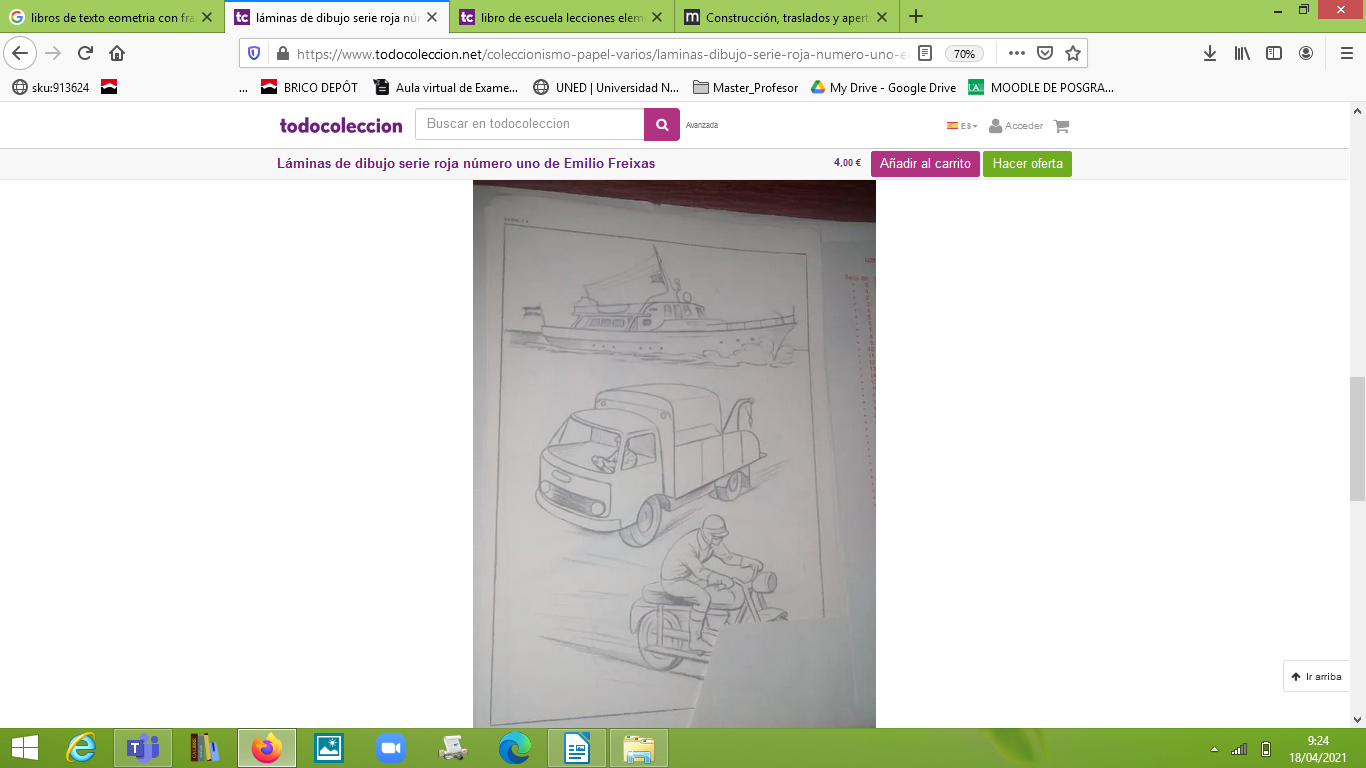 libros de texto eometria con fra
láminas de dibujo serie roja núr
libro de escuela lecciones elem
Construcción, traslados y apert
https://www.todocoleccion.net/coleccionismo-papel-varios/laminas-dibujo-serie-roja-numero-uno-e
70%
sku:913624
...
BRICO DEPÔT
Aula virtual de Exame...
UNED | Universidad N...
Master_Profesor
My Drive - Google Drive
MOODLE DE POSGRA...
todocoleccion
Buscar en todocoleccion
Avanzada
ES
Acceder
Láminas de dibujo serie roja número uno de Emilio Freixas
4,00 €
Añadir al carrito
Hacer oferta
Ir arriba
9:24
18/04/2021